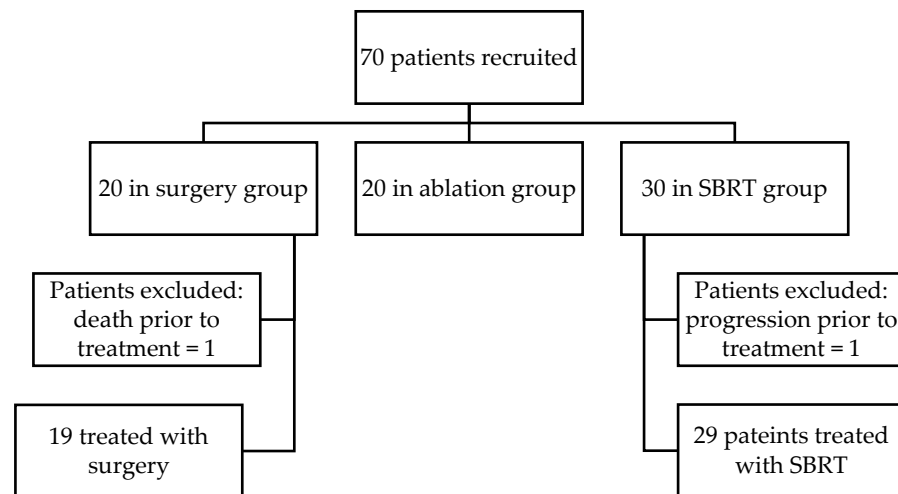 70 patients recruited
20 in surgery group
20 in ablation group
30 in SBRT group
Patients excluded:
death prior to
treatment = 1
Patients excluded:
progression prior to
treatment = 1
19 treated with
surgery
29 pateints treated
with SBRT